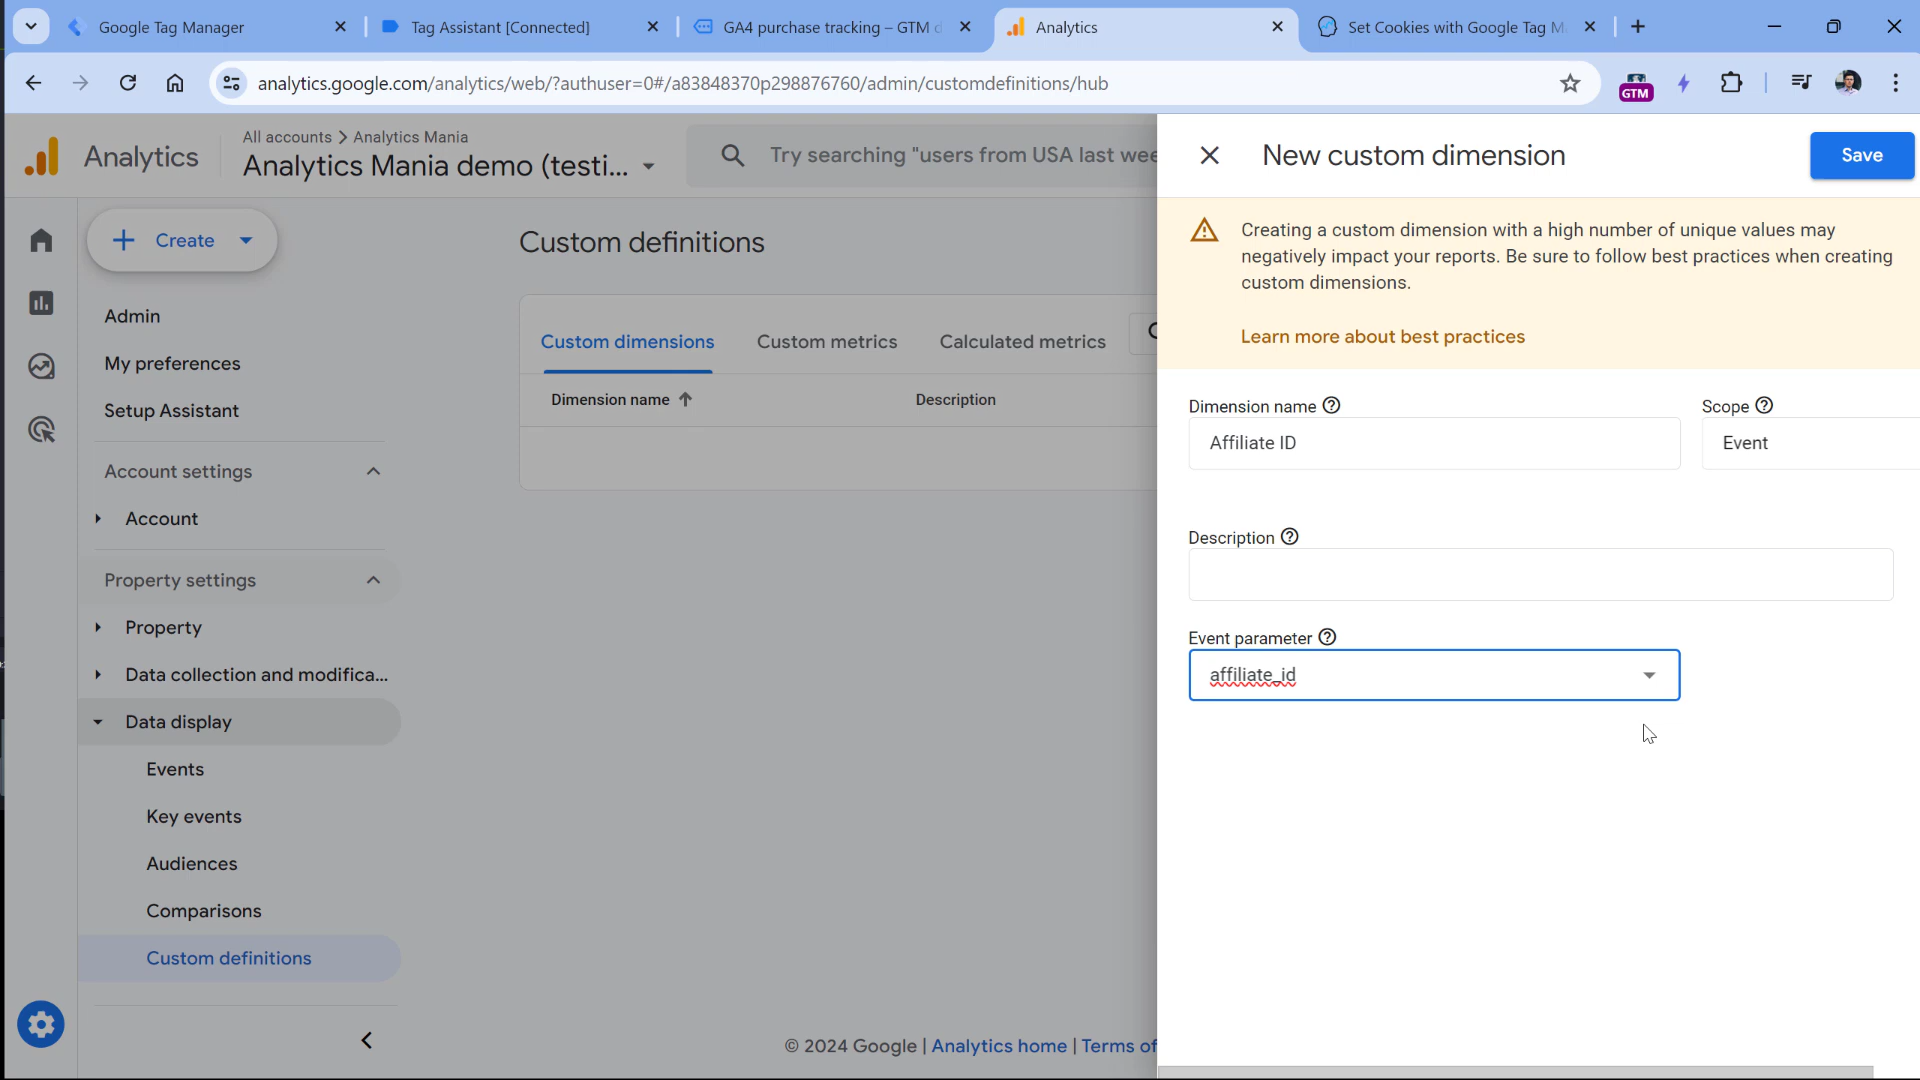 Google Tag Manager
Tag Assistant [Connected]
GA4 purchase tracking – GTM d
Analytics
Set Cookies with Google Tag M
analytics.google.com/analytics/web/?authuser=0#/a83848370p298876760/admin/customdefinitions/hub
GTM
Analytics
All accounts > Analytics Mania
Analytics Mania demo (testi...
Try searching "users from USA last wee
New custom dimension
Save
Create
Admin
My preferences
Setup Assistant
Account settings
Account
Property settings
Property
Data collection and modifica...
Data display
Events
Key events
Audiences
Comparisons
Custom definitions
Custom definitions
Custom dimensions
Custom metrics
Calculated metrics
Dimension name
Description
© 2024 Google | Analytics home | Terms of
Creating a custom dimension with a high number of unique values may
negatively impact your reports. Be sure to follow best practices when creating
custom dimensions.
Learn more about best practices
Dimension name
Scope
Affiliate ID
Event
Description
Event parameter
affiliate_id